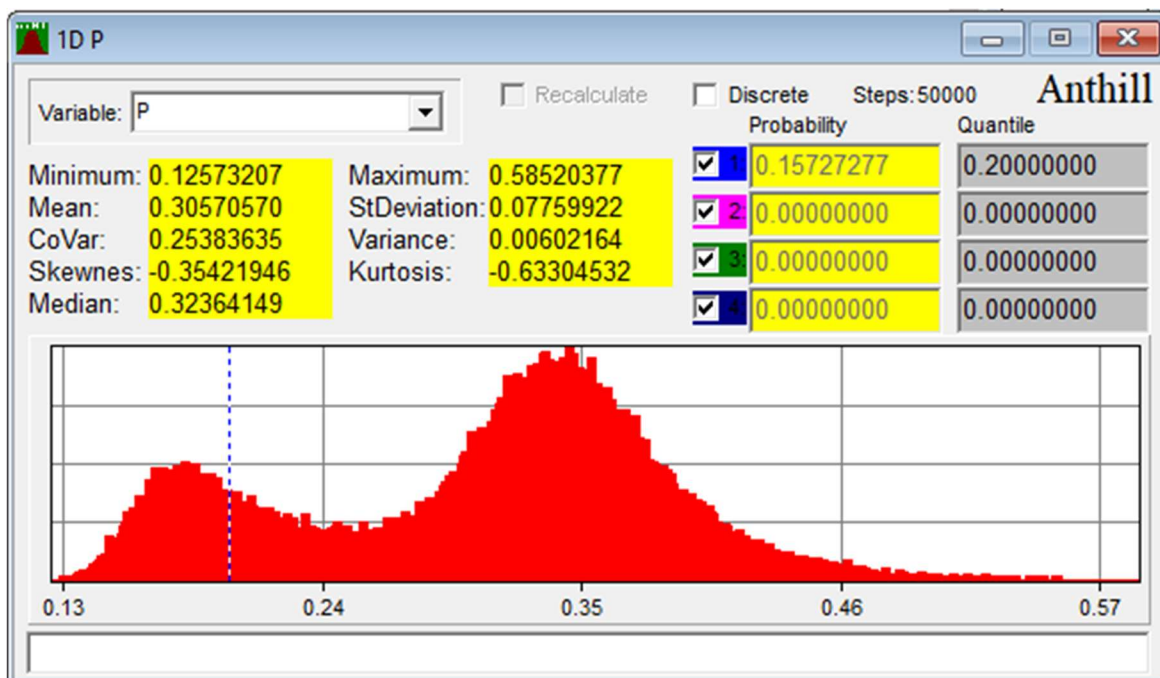 1D P
Variable: P
Recalculate
Discrete
Steps: 50000
Anthill
Probability
Quantile
Minimum: 0.12573207
Maximum: 0.58520377
Mean: 0.30570570
StDeviation: 0.07759922
CoVar: 0.25383635
Variance: 0.00602164
Skewnes: -0.35421946
Kurtosis: -0.63304532
Median: 0.32364149
1: 0.15727277 0.20000000
2: 0.00000000 0.00000000
3: 0.00000000 0.00000000
4: 0.00000000 0.00000000
0.13 0.24 0.35 0.46 0.57